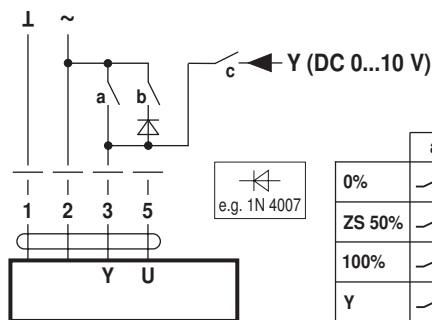 ⊥ ~
a b c Y (DC 0...10 V)
e.g. 1N 4007
1 2 3 5
Y U
a
0%
ZS 50%
100%
Y